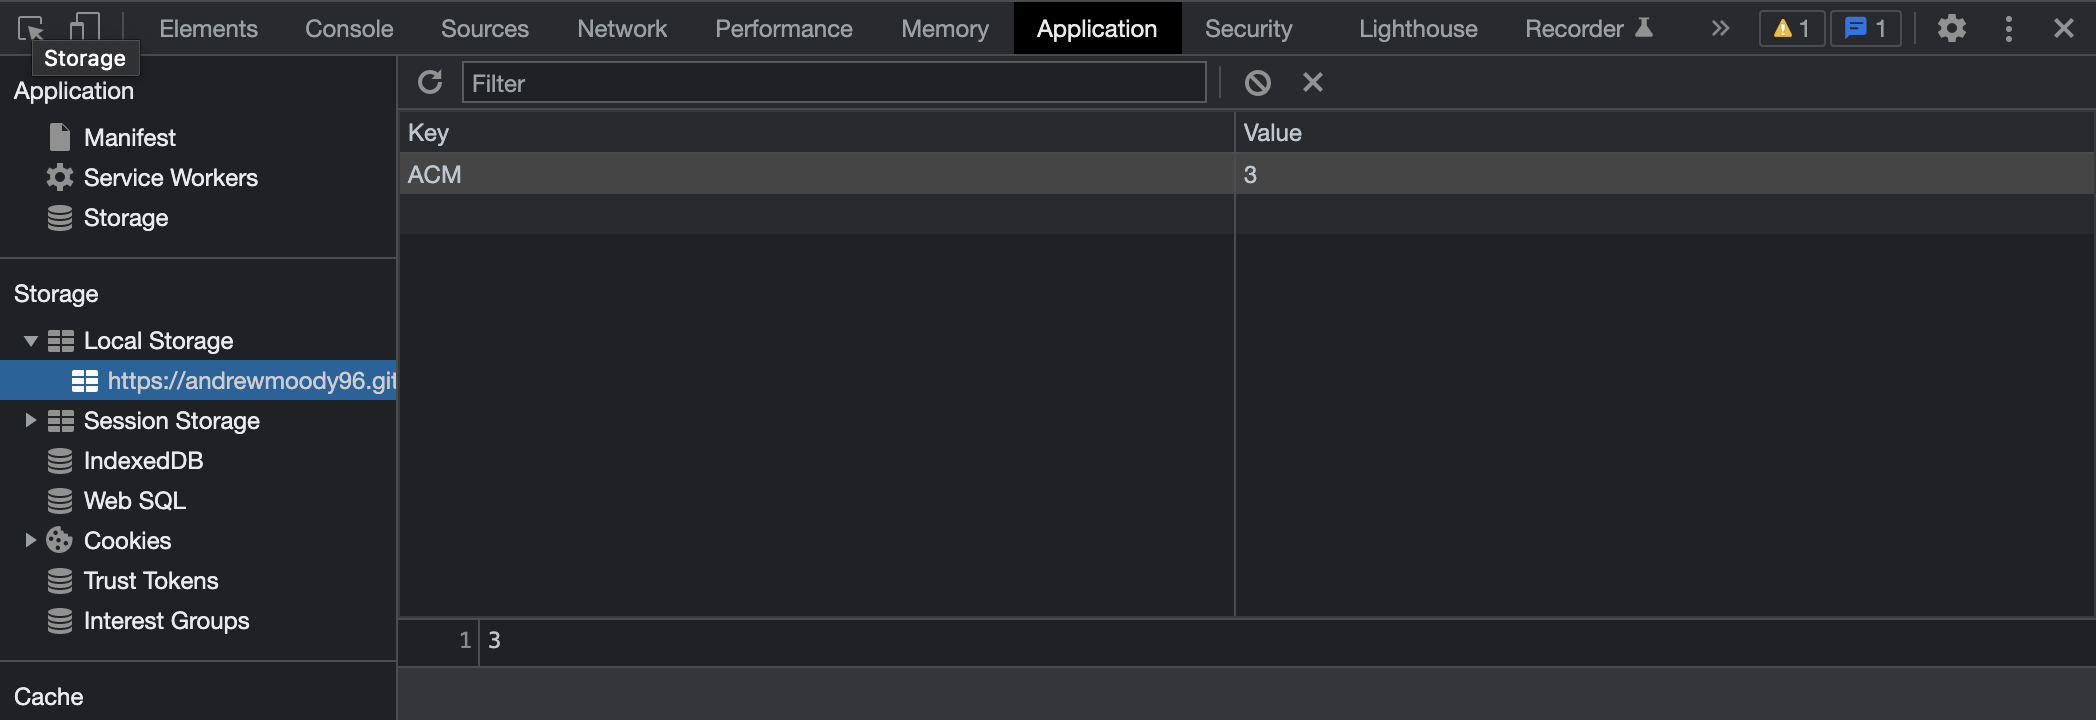 Elements Console Sources Network Performance Memory Application Security Lighthouse Recorder 1 1
Storage
Application
Manifest
Service Workers
Storage
Storage
Local Storage
https://andrewmoody96.git
Session Storage
IndexedDB
Web SQL
Cookies
Trust Tokens
Interest Groups
Cache
Filter
Key Value
ACM 3
1 3